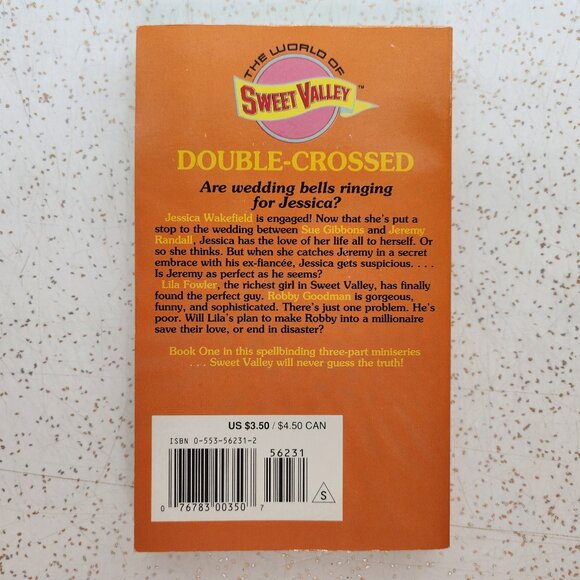 THE WORLD OF
SWEET VALLEY™
DOUBLE-CROSSED
Are wedding bells ringing
for Jessica?
Jessica Wakefield is engaged! Now that she's put a
stop to the wedding between Sue Gibbons and Jeremy
Randall, Jessica has the love of her life all to herself. Or
so she thinks. But when she catches Jeremy in a secret
embrace with his ex-fiancée, Jessica gets suspicious. . . .
Is Jeremy as perfect as he seems?
Lila Fowler, the richest girl in Sweet Valley, has finally
found the perfect guy. Robby Goodman is gorgeous,
funny, and sophisticated. There's just one problem. He's
poor. Will Lila's plan to make Robby into a millionaire
save their love, or end in disaster?
Book One in this spellbinding three-part miniseries
. . . Sweet Valley will never guess the truth!
US $3.50 / $4.50 CAN
ISBN 0-553-56231-2
56231
S
0 76783 00350 7